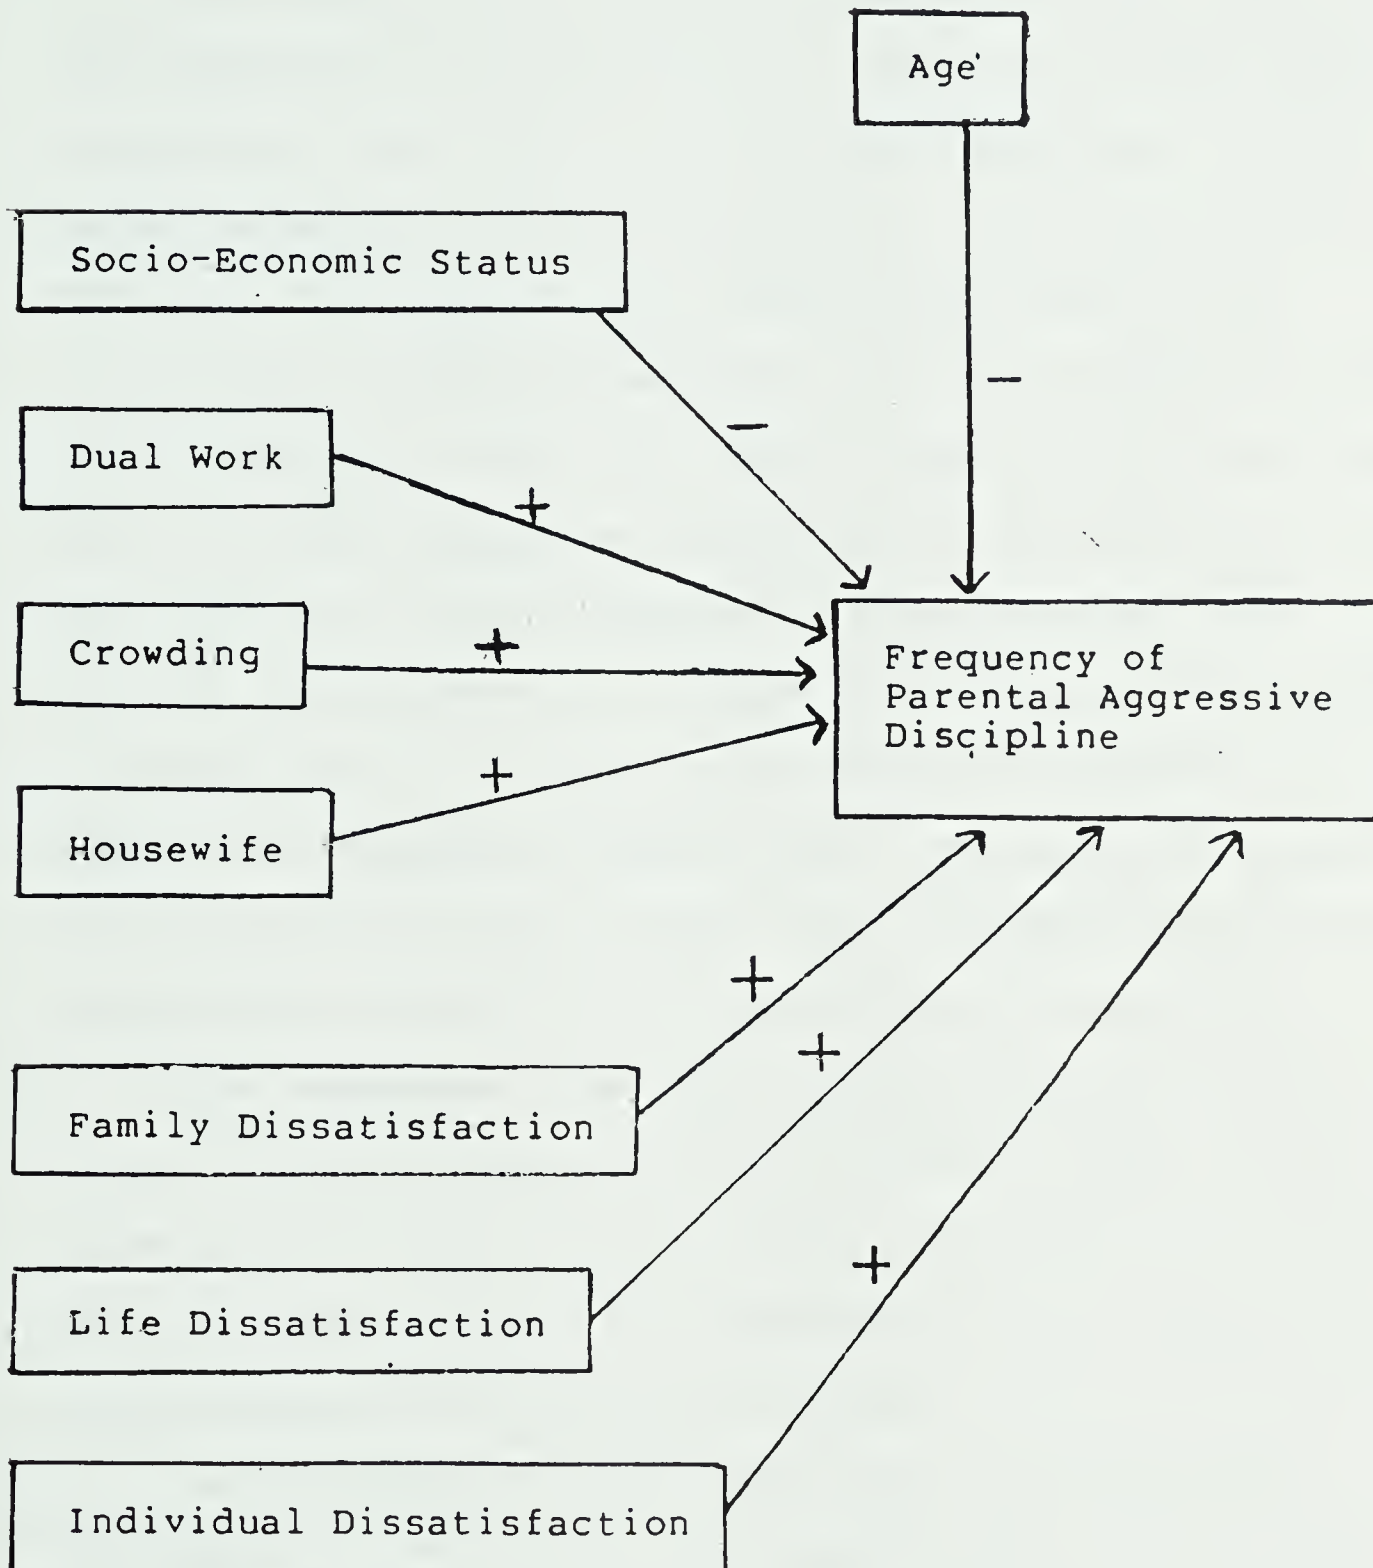 Age
Socio-Economic Status
−
−
Dual Work
+
Crowding
+
Frequency of
Parental Aggressive
Discipline
Housewife
+
+
+
Family Dissatisfaction
+
Life Dissatisfaction
Individual Dissatisfaction